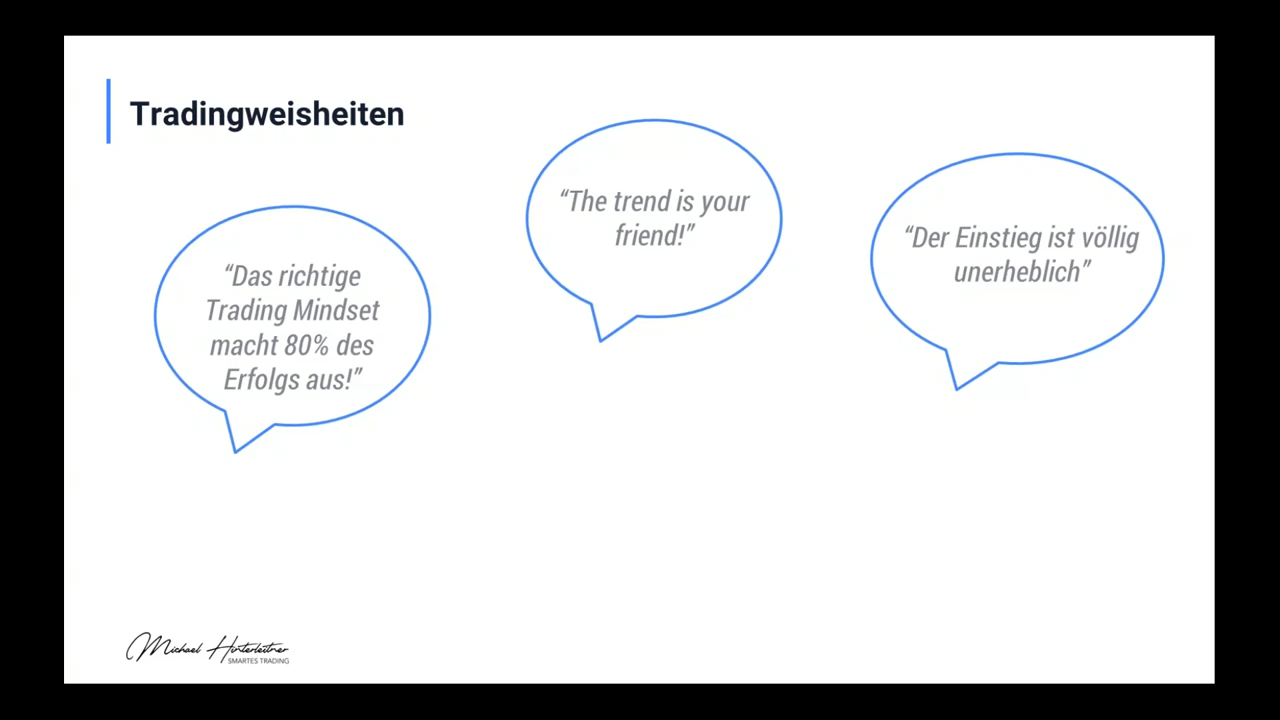 Tradingweisheiten
“Das richtige
Trading Mindset
macht 80% des
Erfolgs aus!”
“The trend is your
friend!”
“Der Einstieg ist völlig
unerheblich”
Michael Hinterleitner
SMARTES TRADING